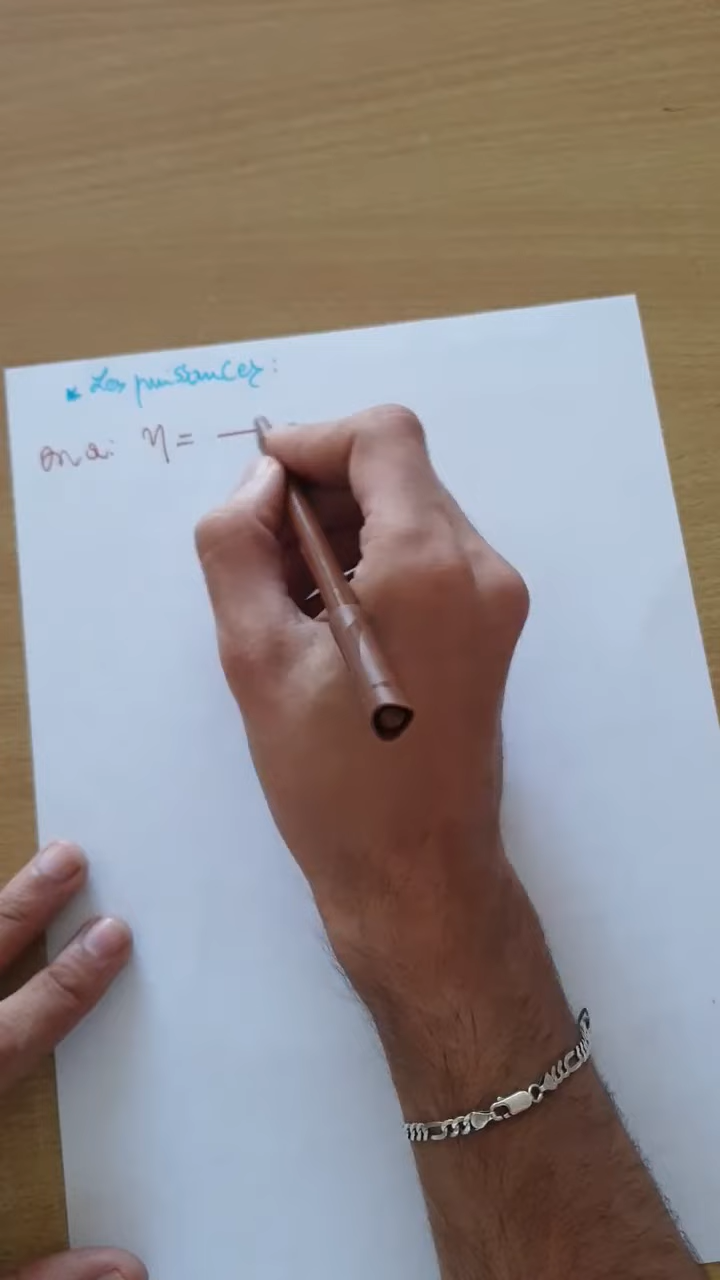 * Les puissances :
on a : η = —